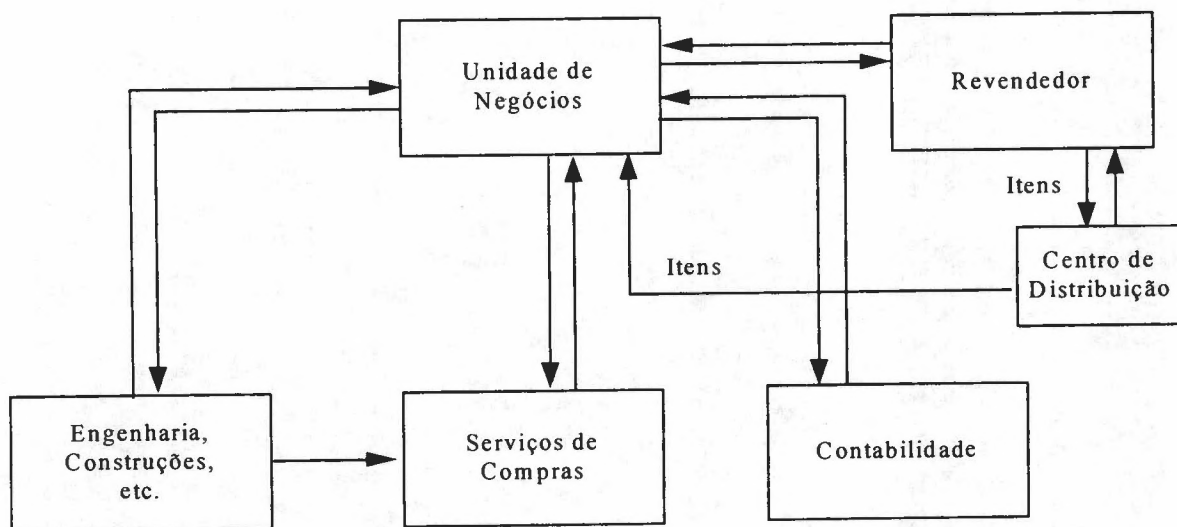 Unidade de
Negócios
Revendedor
Itens
Centro de
Distribuição
Itens
Engenharia,
Construções,
etc.
Serviços de
Compras
Contabilidade